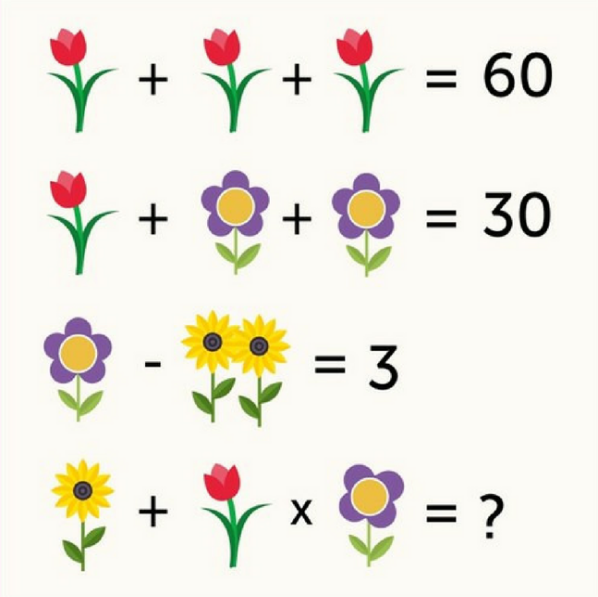 + + = 60
+ + = 30
- = 3
+ x = ?